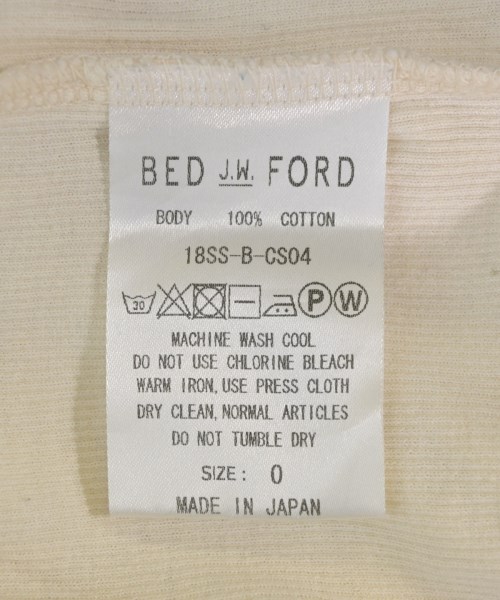 BED J.W. FORD
BODY 100% COTTON
18SS-B-CS04
30 P W
MACHINE WASH COOL
DO NOT USE CHLORINE BLEACH
WARM IRON, USE PRESS CLOTH
DRY CLEAN, NORMAL ARTICLES
DO NOT TUMBLE DRY
SIZE: 0
MADE IN JAPAN